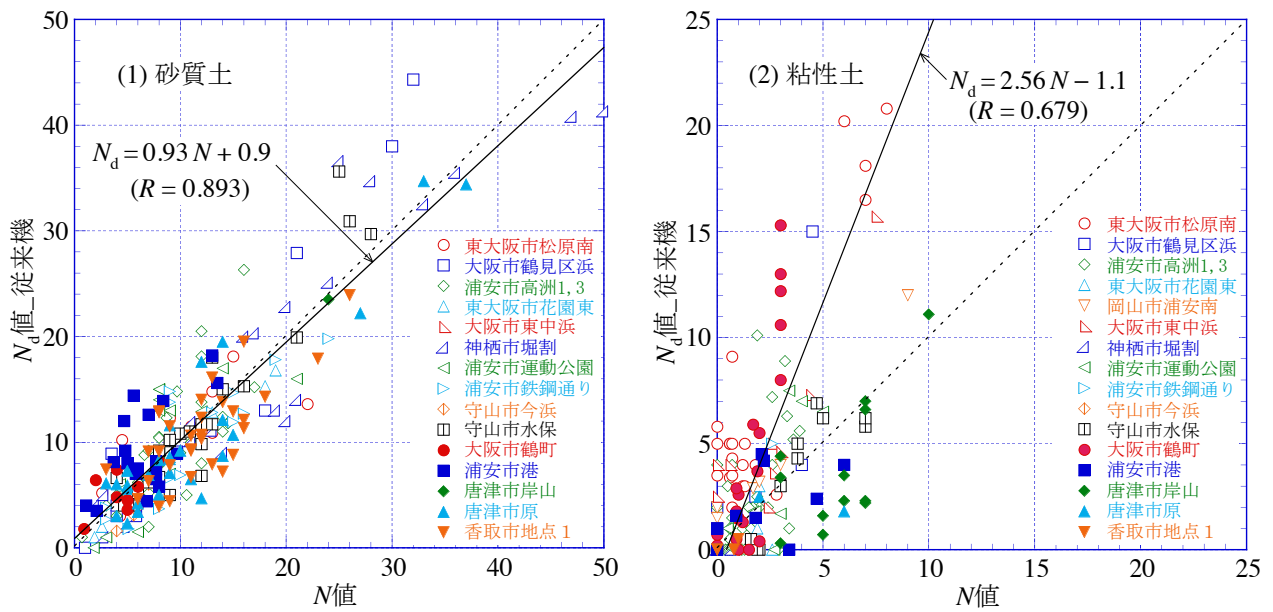 (1) 砂質土
N_d = 0.93 N + 0.9
(R = 0.893)
N_d値_従来機
50
40
30
20
10
0
東大阪市松原南
大阪市鶴見区浜
浦安市高洲1,3
東大阪市花園東
大阪市東中浜
神栖市堀割
浦安市運動公園
浦安市鉄鋼通り
守山市今浜
守山市水保
大阪市鶴町
浦安市港
唐津市岸山
唐津市原
香取市地点1
0 10 20 30 40 50
N値
(2) 粘性土
N_d = 2.56 N − 1.1
(R = 0.679)
N_d値_従来機
25
20
15
10
5
0
東大阪市松原南
大阪市鶴見区浜
浦安市高洲1,3
東大阪市花園東
岡山市浦安南
大阪市東中浜
神栖市堀割
浦安市運動公園
浦安市鉄鋼通り
守山市今浜
守山市水保
大阪市鶴町
浦安市港
唐津市岸山
唐津市原
香取市地点1
0 5 10 15 20 25
N値